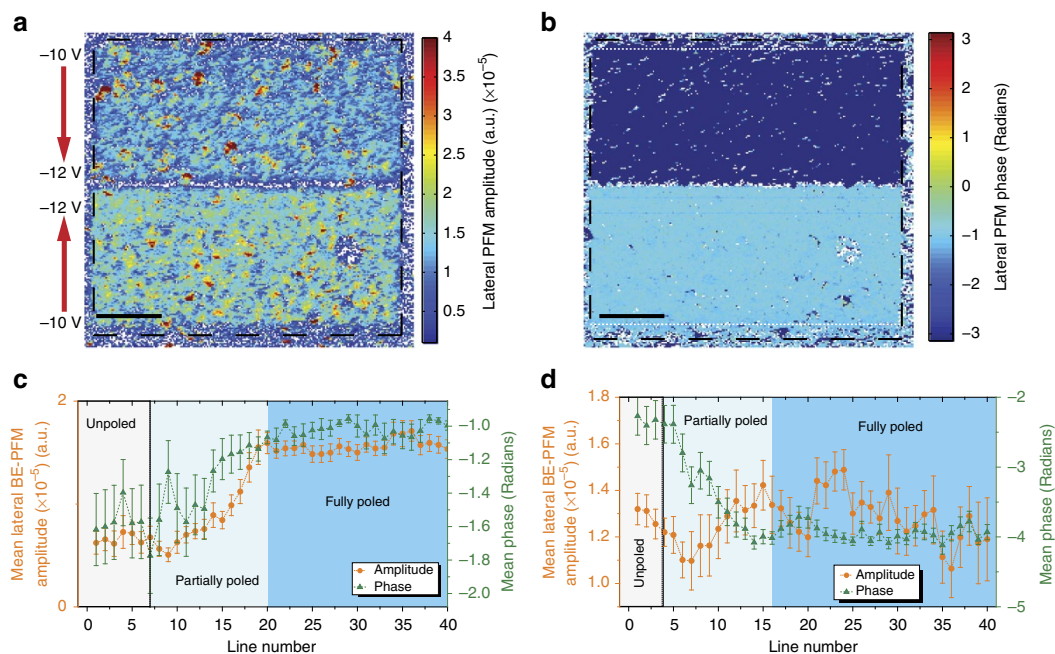 a
−10 V
−12 V
−12 V
−10 V
4
3.5
3
2.5
2
1.5
1
0.5
Lateral PFM amplitude (a.u.) (×10⁻⁵)
b
3
2
1
0
−1
−2
−3
Lateral PFM phase (Radians)
c
Mean lateral BE-PFM
amplitude (×10⁻⁵) (a.u.)
2
1
0
Unpoled
Partially poled
Fully poled
Amplitude
Phase
−1.0
−1.2
−1.4
−1.6
−1.8
−2.0
Mean phase (Radians)
0 5 10 15 20 25 30 35 40
Line number
d
Mean lateral BE-PFM
amplitude (×10⁻⁵) (a.u.)
1.8
1.6
1.4
1.2
1.0
Unpoled
Partially poled
Fully poled
Amplitude
Phase
−2
−3
−4
−5
Mean phase (Radians)
0 5 10 15 20 25 30 35 40
Line number